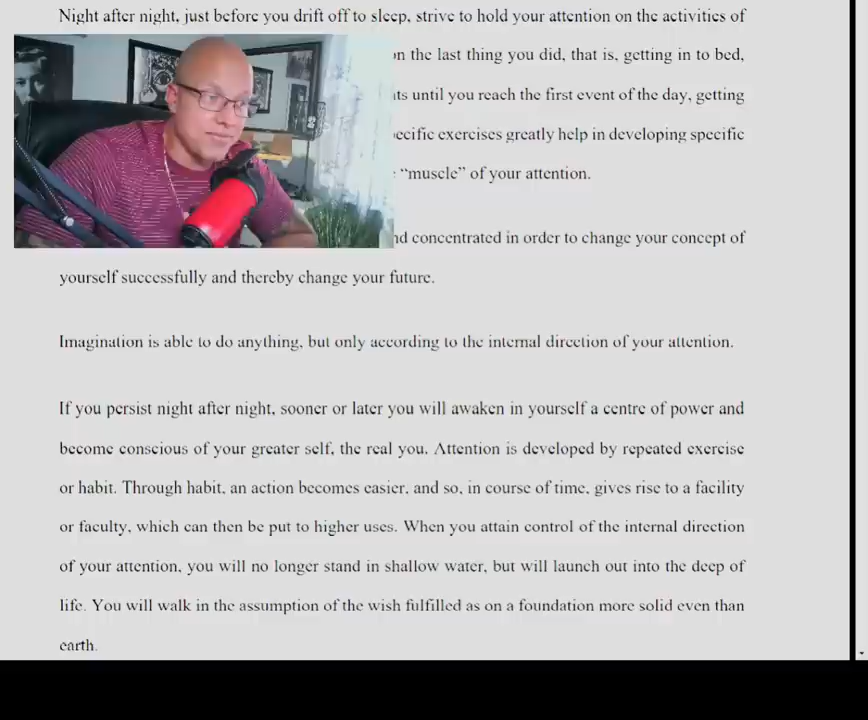 Night after night, just before you drift off to sleep, strive to hold your attention on the activities of
on the last thing you did, that is, getting in to bed,
until you reach the first event of the day, getting
exercises greatly help in developing specific
“muscle” of your attention.
concentrated in order to change your concept of
yourself successfully and thereby change your future.
Imagination is able to do anything, but only according to the internal direction of your attention.
If you persist night after night, sooner or later you will awaken in yourself a centre of power and
become conscious of your greater self, the real you. Attention is developed by repeated exercise
or habit. Through habit, an action becomes easier, and so, in course of time, gives rise to a facility
or faculty, which can then be put to higher uses. When you attain control of the internal direction
of your attention, you will no longer stand in shallow water, but will launch out into the deep of
life. You will walk in the assumption of the wish fulfilled as on a foundation more solid even than
earth.